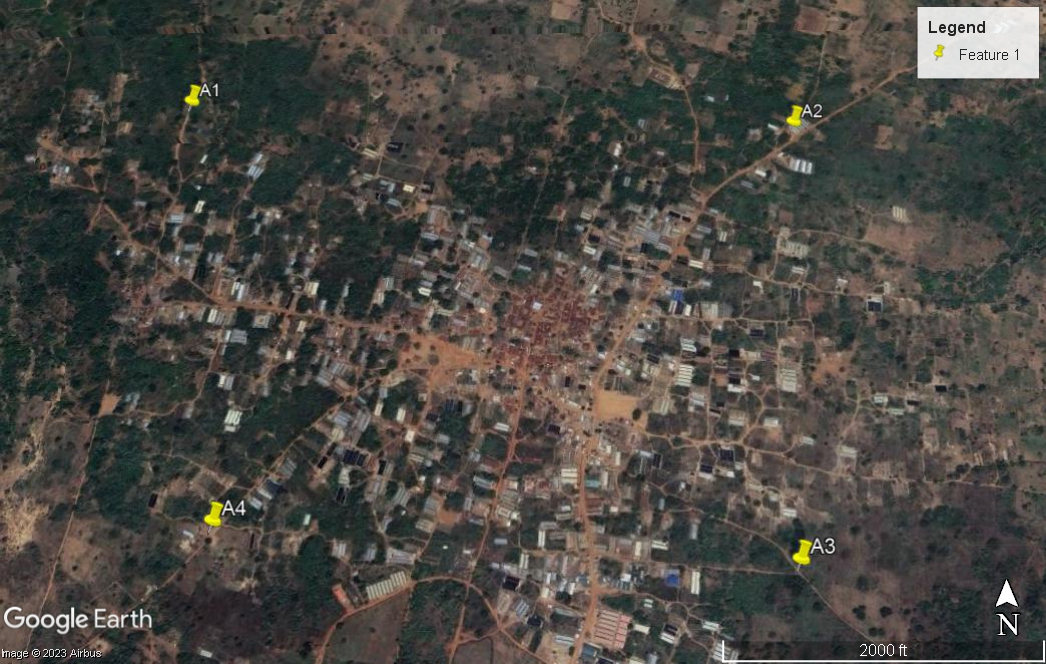 Legend
Feature 1
A1
A2
A4
A3
Google Earth
N
Image © 2023 Airbus
2000 ft